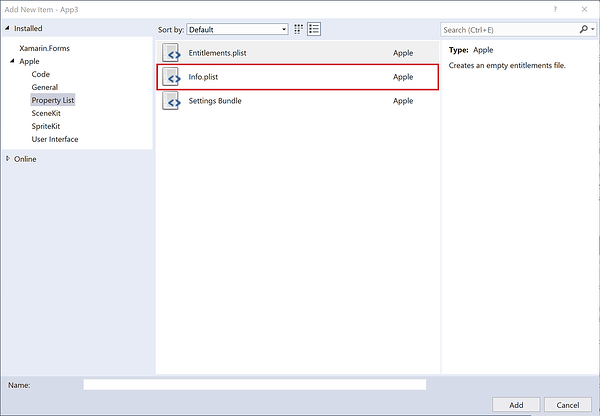 Add New Item - App3
Installed
Sort by: Default
Search (Ctrl+E)
Xamarin.Forms
Apple
Code
General
Property List
SceneKit
SpriteKit
User Interface
Online
Entitlements.plist Apple
Info.plist Apple
Settings Bundle Apple
Type: Apple
Creates an empty entitlements file.
Name:
Add Cancel